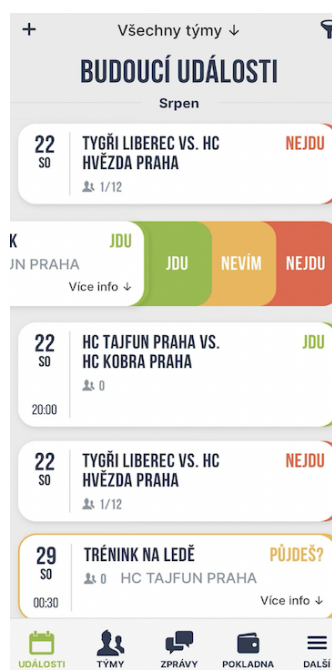 + Všechny týmy ↓
BUDOUCÍ UDÁLOSTI
Srpen
22
SO
TYGŘI LIBEREC VS. HC
HVĚZDA PRAHA
NEJDU
1/12
K
JDU
JN PRAHA
Více info ↓
JDU
NEVÍM
NEJDU
22
SO
20:00
HC TAJFUN PRAHA VS.
HC KOBRA PRAHA
JDU
0
22
SO
TYGŘI LIBEREC VS. HC
HVĚZDA PRAHA
NEJDU
1/12
29
SO
00:30
TRÉNINK NA LEDĚ
PŮJDEŠ?
0 HC TAJFUN PRAHA
Více info ↓
UDÁLOSTI
TÝMY
ZPRÁVY
POKLADNA
DALŠÍ